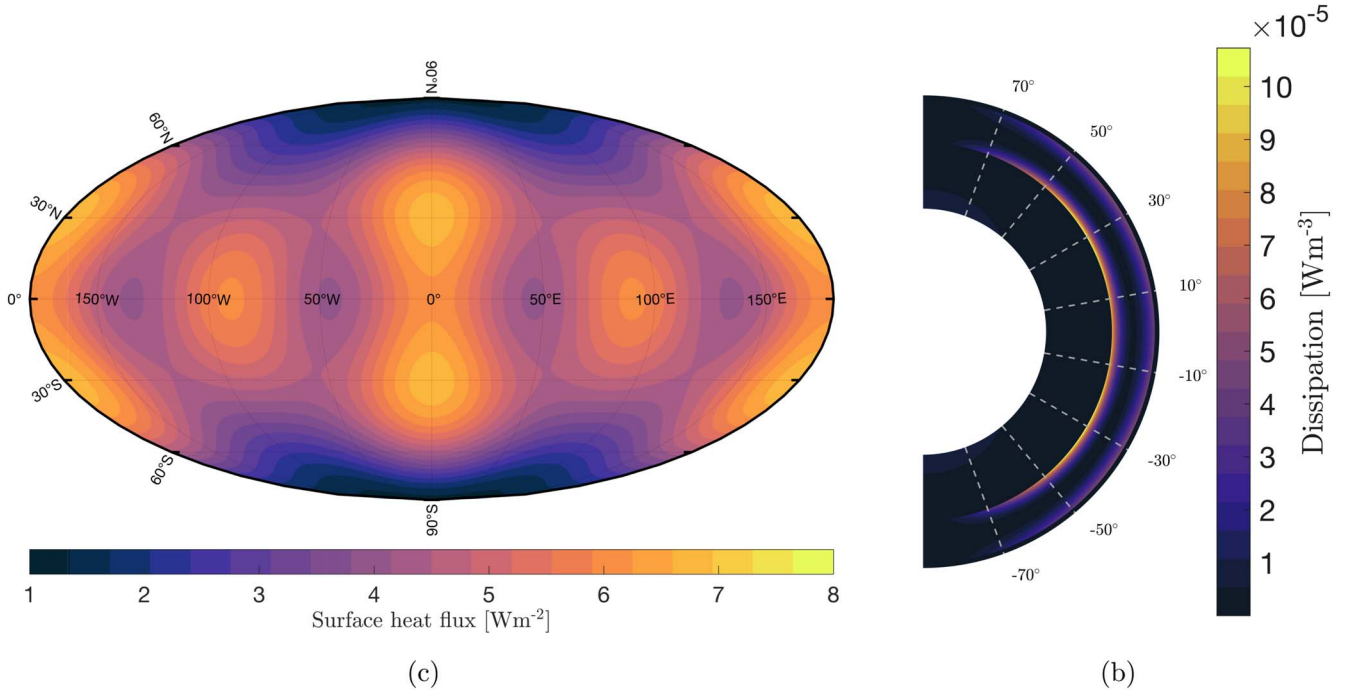 90°N
60°N
30°N
0°
150°W
100°W
50°W
0°
50°E
100°E
150°E
30°S
60°S
90°S
1
2
3
4
5
6
7
8
Surface heat flux [Wm-2]
(c)
70°
50°
30°
10°
-10°
-30°
-50°
-70°
×10-5
10
9
8
7
6
5
4
3
2
1
Dissipation [Wm-3]
(b)